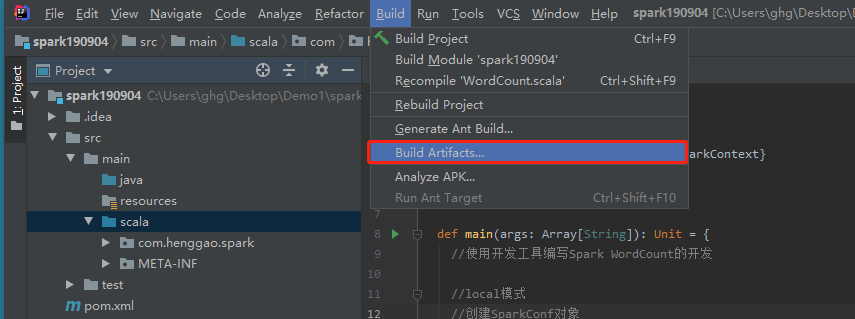 File Edit View Navigate Code Analyze Refactor Build Run Tools VCS Window Help spark190904 [C:\Users\ghg\Desktop\D
spark190904 src main scala com
Build Project Ctrl+F9
Build Module 'spark190904'
Recompile 'WordCount.scala' Ctrl+Shift+F9
Rebuild Project
Generate Ant Build...
Build Artifacts...
Analyze APK...
Run Ant Target Ctrl+Shift+F10
1: Project
Project
spark190904 C:\Users\ghg\Desktop\Demo1\spark
.idea
src
main
java
resources
scala
com.henggao.spark
META-INF
test
pom.xml
arkContext}
7
8 def main(args: Array[String]): Unit = {
9 //使用开发工具编写Spark WordCount的开发
10
11 //local模式
12 //创建SparkConf对象